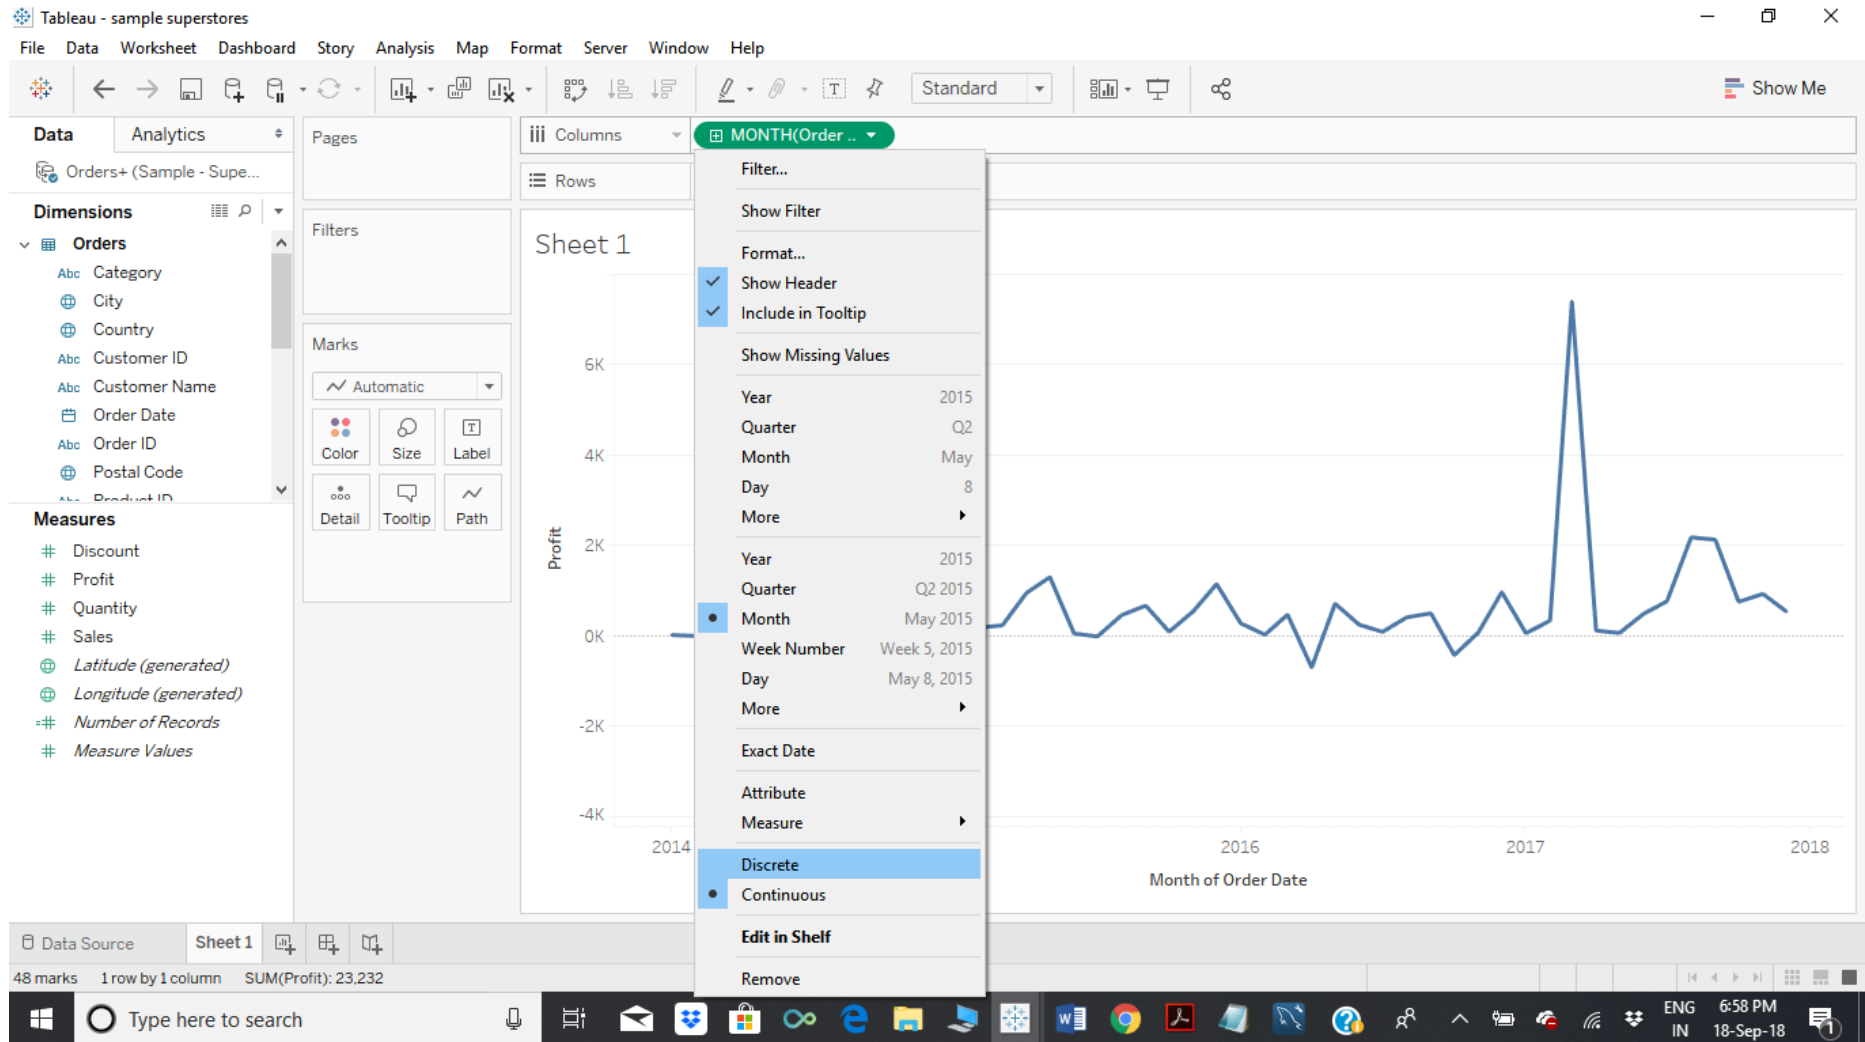 Tableau - sample superstores
File Data Worksheet Dashboard Story Analysis Map Format Server Window Help
Standard
Show Me
Data Analytics
Orders+ (Sample - Supe...
Dimensions
Orders
Abc Category
City
Country
Abc Customer ID
Abc Customer Name
Order Date
Abc Order ID
Postal Code
Abc Product ID
Measures
# Discount
# Profit
# Quantity
# Sales
Latitude (generated)
Longitude (generated)
=# Number of Records
# Measure Values
Pages
Filters
Marks
Automatic
Color Size Label
Detail Tooltip Path
Columns
MONTH(Order ..
Rows
Sheet 1
Filter...
Show Filter
Format...
Show Header
Include in Tooltip
Show Missing Values
Year 2015
Quarter Q2
Month May
Day 8
More
Year 2015
Quarter Q2 2015
Month May 2015
Week Number Week 5, 2015
Day May 8, 2015
More
Exact Date
Attribute
Measure
Discrete
Continuous
Edit in Shelf
Remove
Profit
6K
4K
2K
0K
-2K
-4K
2014 2016 2017 2018
Month of Order Date
Data Source Sheet 1
48 marks 1 row by 1 column SUM(Profit): 23,232
Type here to search
ENG
IN
6:58 PM
18-Sep-18
1